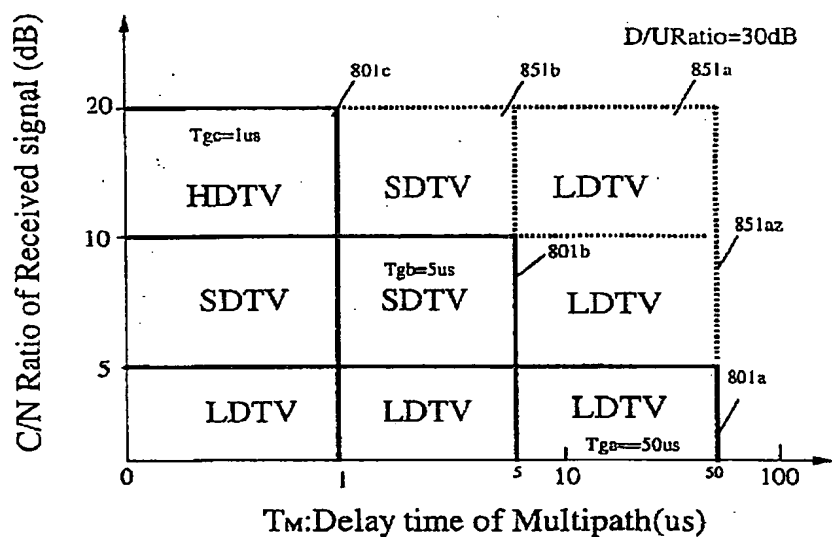 D/URatio=30dB
801c
851b
851a
20
Tgc=1us
HDTV
SDTV
LDTV
851az
10
Tgb=5us
801b
SDTV
SDTV
LDTV
5
801a
LDTV
LDTV
LDTV
Tga=50us
0
1
5
10
50
100
TM:Delay time of Multipath(us)
C/N Ratio of Received signal (dB)